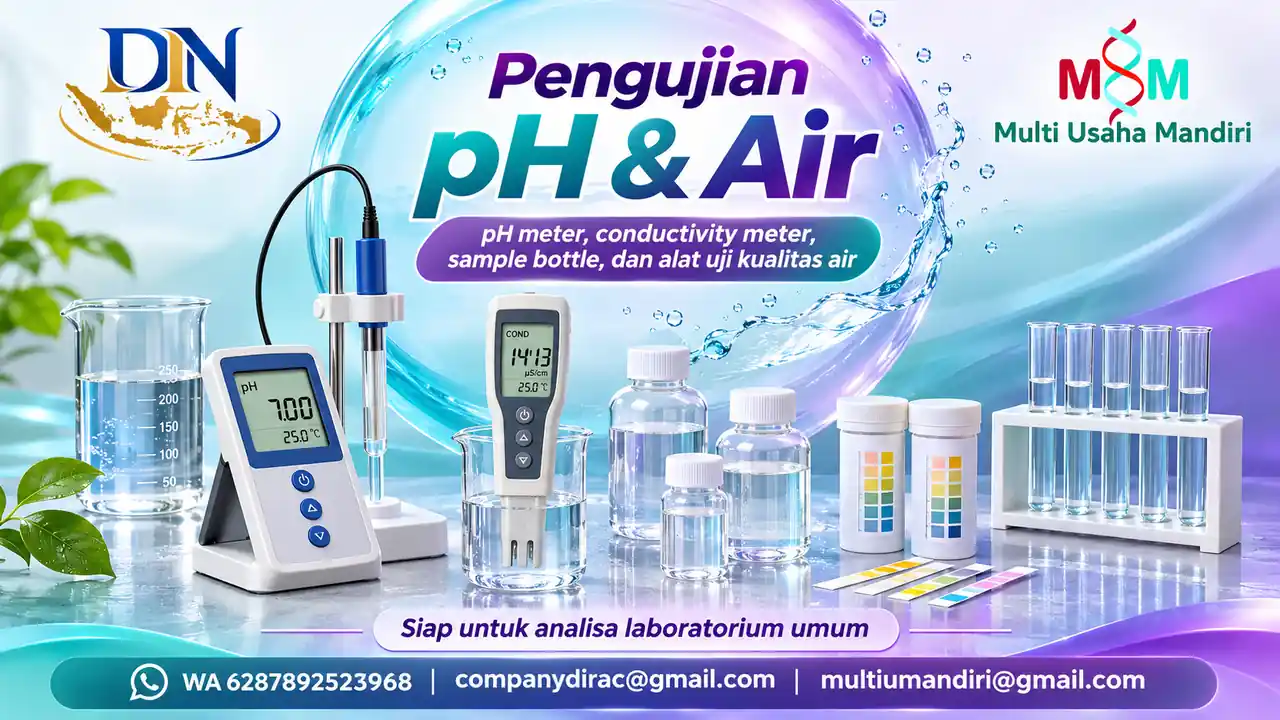 DIN
Pengujian
pH & Air
pH meter, conductivity meter,
sample bottle, dan alat uji kualitas air
MSM
Multi Usaha Mandiri
250
200
150
100
50
pH
7.00
25.0 °C
COND
1413
µS/cm
25.0 °C
Siap untuk analisa laboratorium umum
WA 6287892523968 | companydirac@gmail.com | multiumandiri@gmail.com